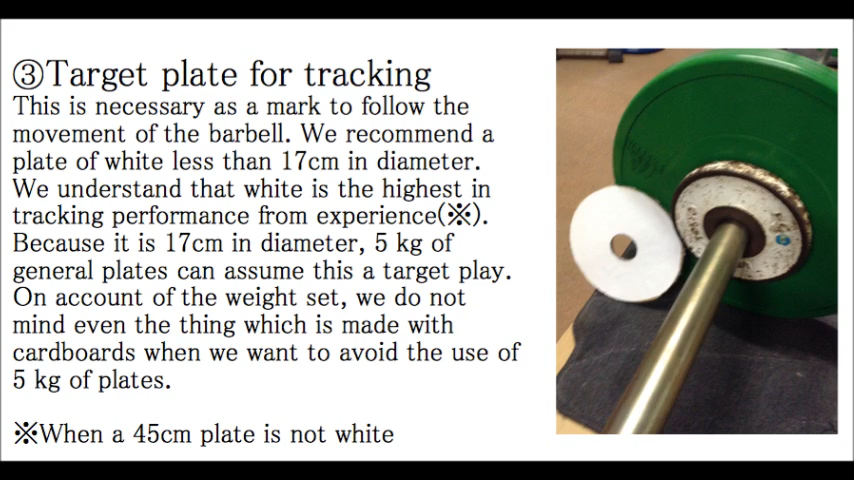 ③Target plate for tracking
This is necessary as a mark to follow the
movement of the barbell. We recommend a
plate of white less than 17cm in diameter.
We understand that white is the highest in
tracking performance from experience(※).
Because it is 17cm in diameter, 5 kg of
general plates can assume this a target play.
On account of the weight set, we do not
mind even the thing which is made with
cardboards when we want to avoid the use of
5 kg of plates.
※When a 45cm plate is not white